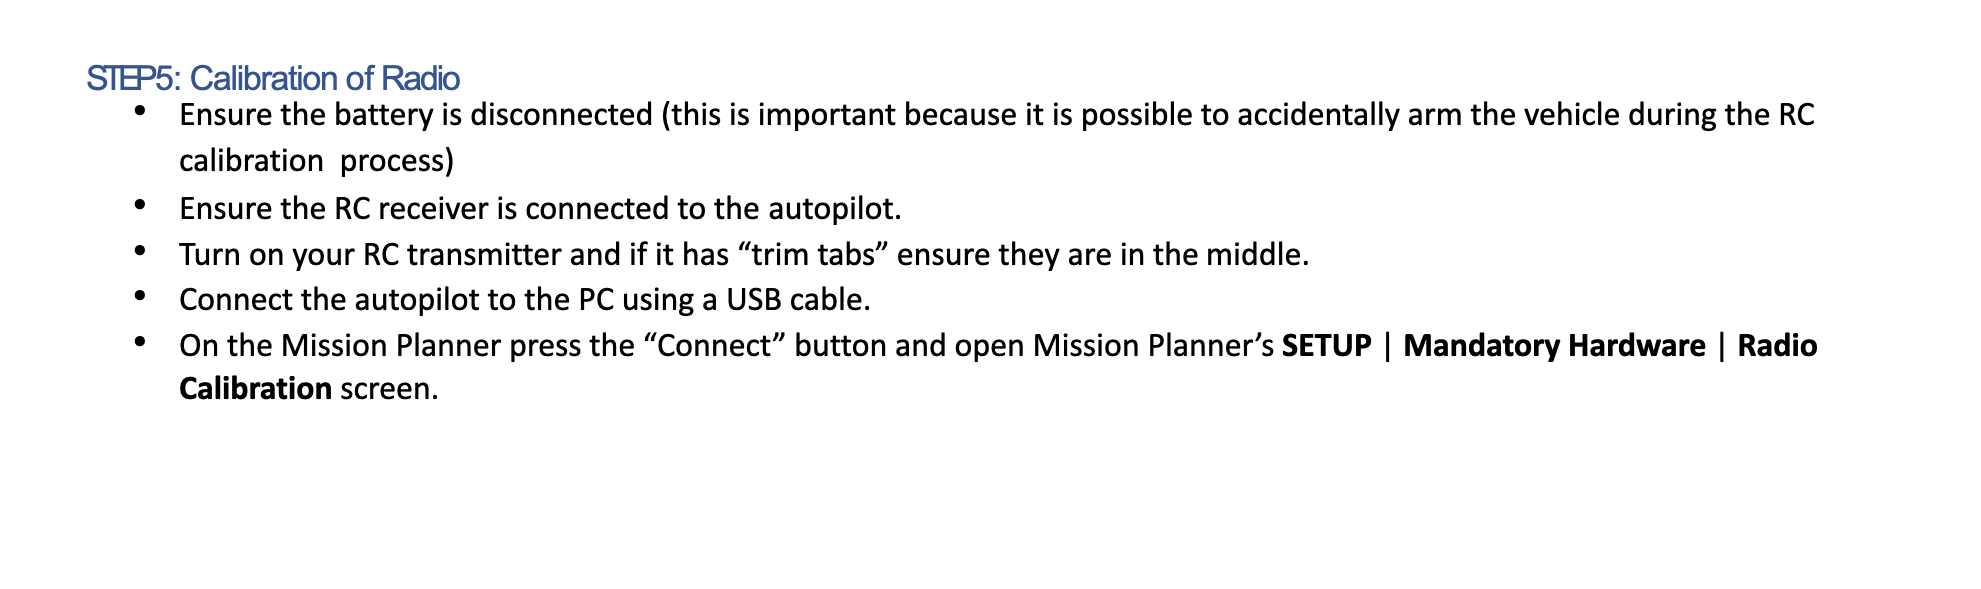 STEP5: Calibration of Radio
• Ensure the battery is disconnected (this is important because it is possible to accidentally arm the vehicle during the RC
calibration  process)
• Ensure the RC receiver is connected to the autopilot.
• Turn on your RC transmitter and if it has “trim tabs” ensure they are in the middle.
• Connect the autopilot to the PC using a USB cable.
• On the Mission Planner press the “Connect” button and open Mission Planner’s SETUP | Mandatory Hardware | Radio
Calibration screen.